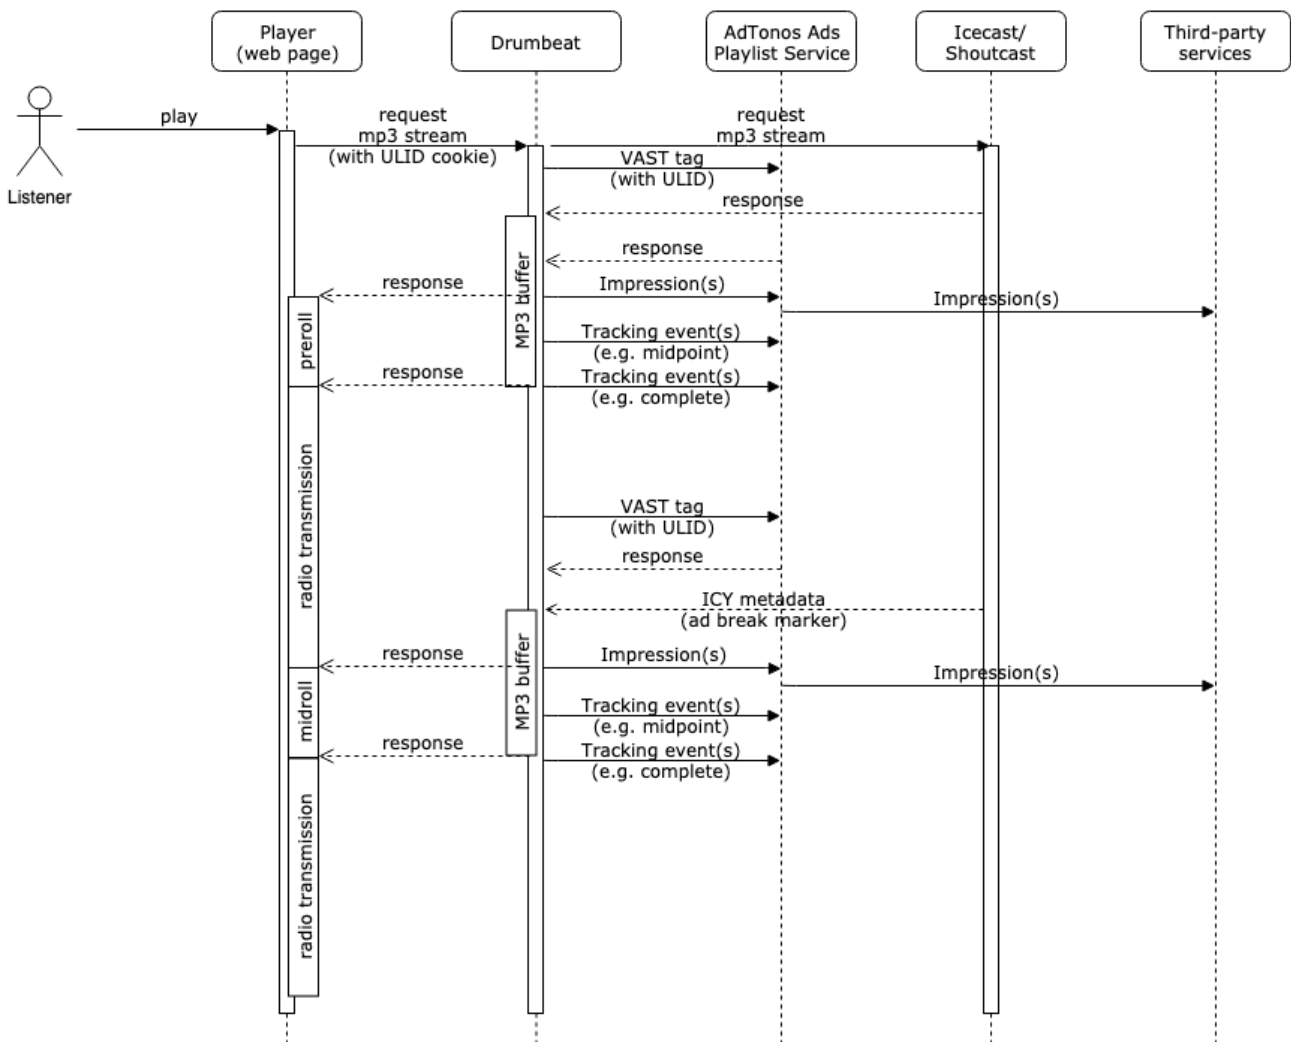 Player
(web page)
Drumbeat
AdTonos Ads
Playlist Service
Icecast/
Shoutcast
Third-party
services
Listener
play
request
mp3 stream
(with ULID cookie)
request
mp3 stream
VAST tag
(with ULID)
response
MP3 buffer
response
response
Impression(s)
Impression(s)
preroll
Tracking event(s)
(e.g. midpoint)
response
Tracking event(s)
(e.g. complete)
radio transmission
VAST tag
(with ULID)
response
ICY metadata
(ad break marker)
MP3 buffer
response
Impression(s)
Impression(s)
midroll
Tracking event(s)
(e.g. midpoint)
response
Tracking event(s)
(e.g. complete)
radio transmission